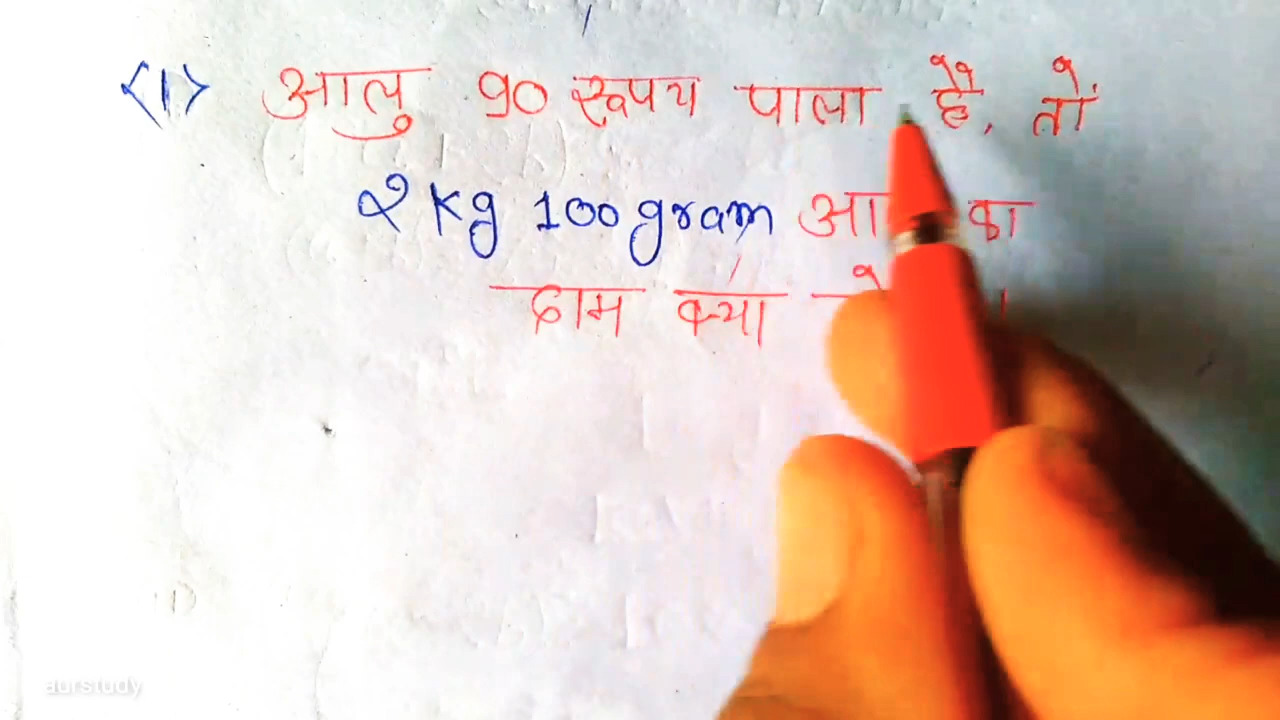 <1> आलु 90 रूपय पाला है, तों
2 Kg 100 gram का
दाम क्या
aurstudy